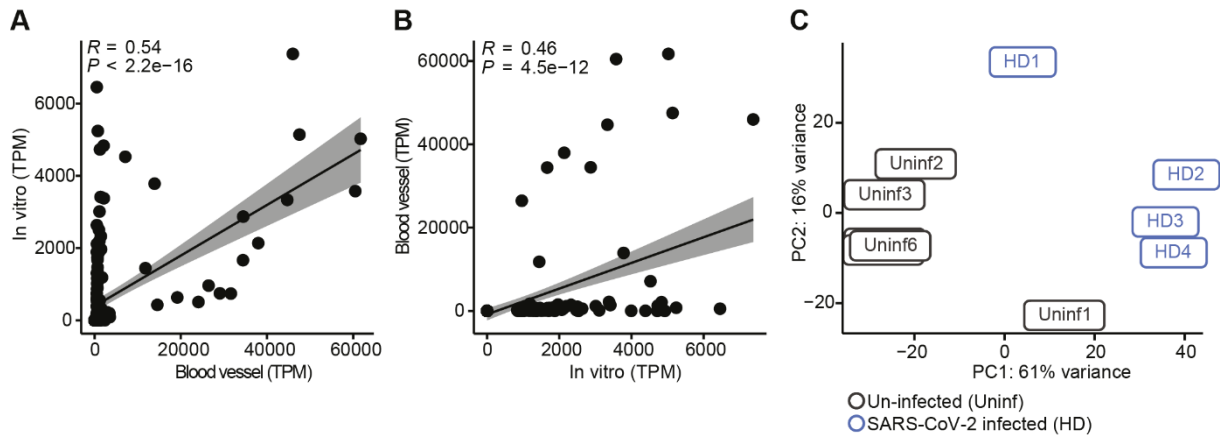 A
R = 0.54
P < 2.2e-16
In vitro (TPM)
6000
4000
2000
0
0
20000
40000
60000
Blood vessel (TPM)
B
R = 0.46
P = 4.5e-12
Blood vessel (TPM)
60000
40000
20000
0
0
2000
4000
6000
In vitro (TPM)
C
PC2: 16% variance
20
0
−20
HD1
Uninf2
HD2
Uninf3
HD3
Uninf6
HD4
Uninf1
−20
0
20
40
PC1: 61% variance
Un-infected (Uninf)
SARS-CoV-2 infected (HD)